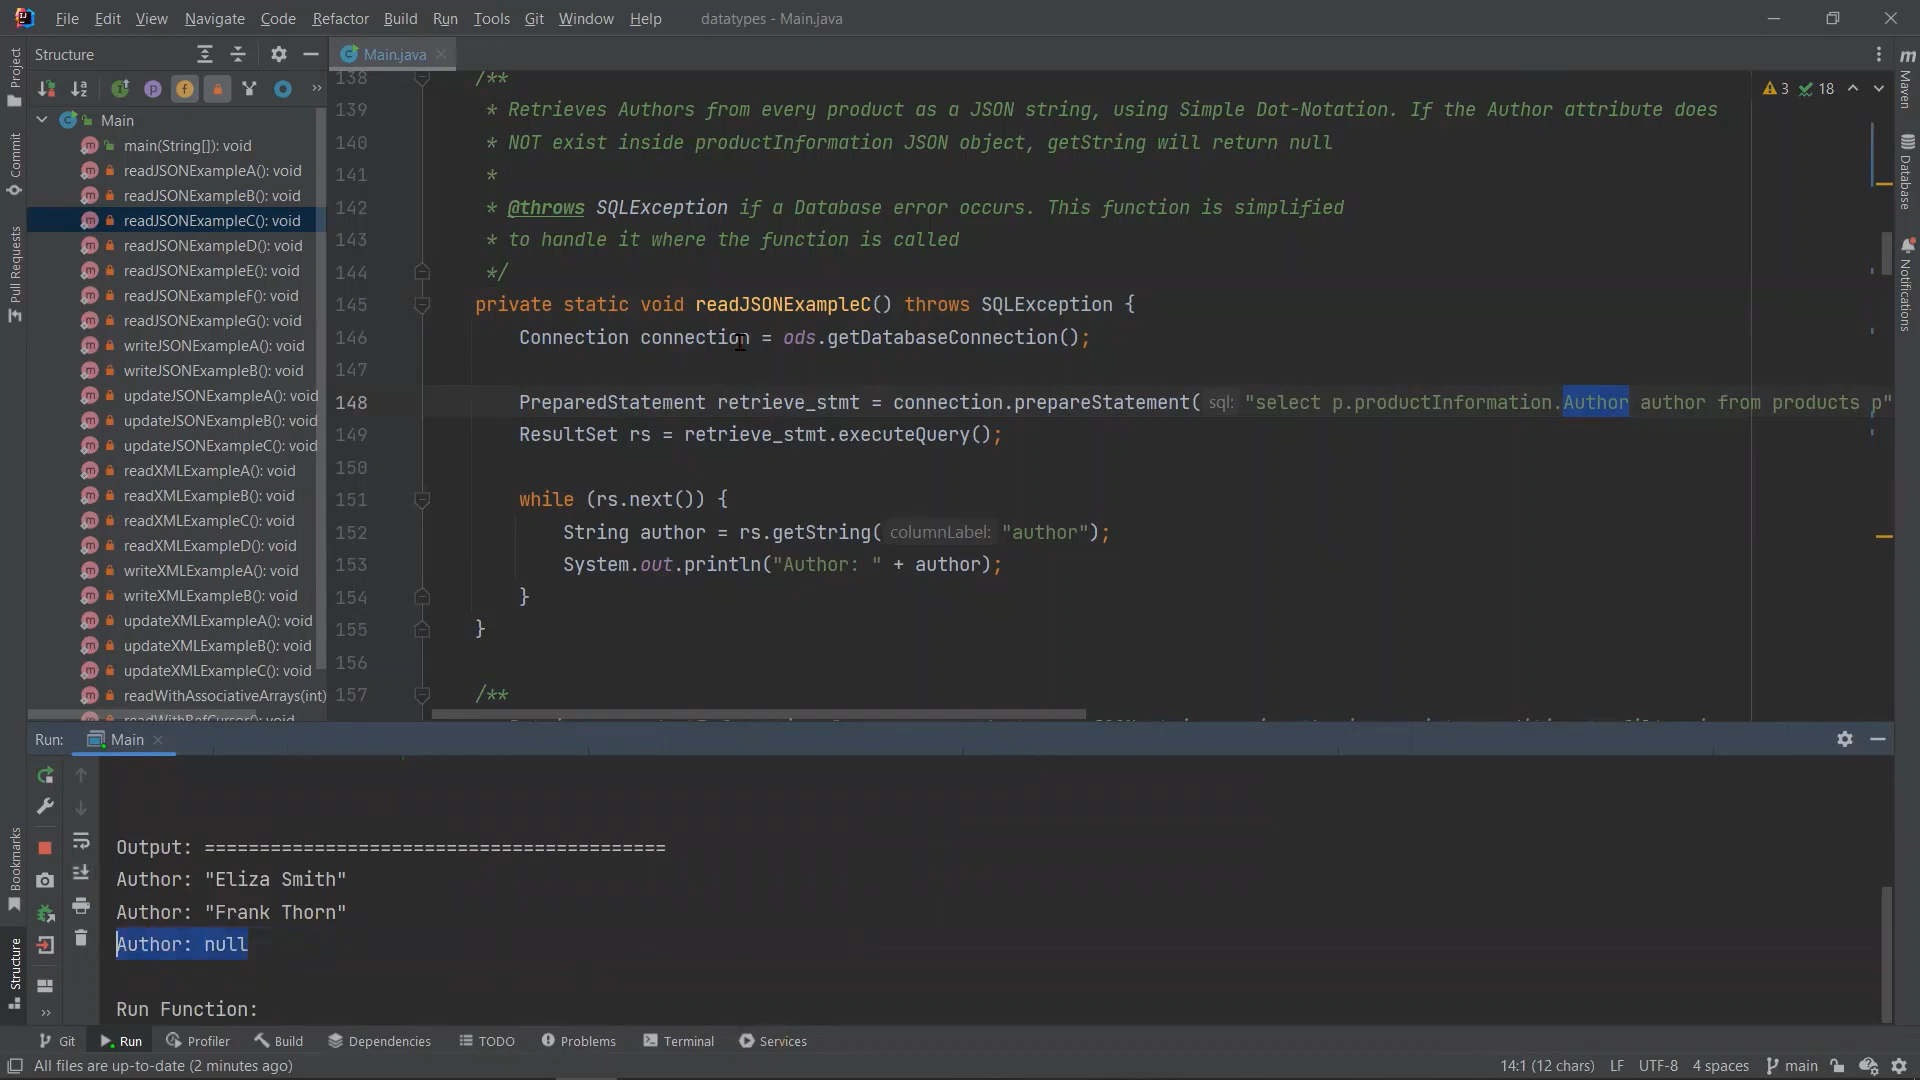 File Edit View Navigate Code Refactor Build Run Tools Git Window Help datatypes - Main.java
Structure
Main.java
Main
main(String[]): void
readJSONExampleA(): void
readJSONExampleB(): void
readJSONExampleC(): void
readJSONExampleD(): void
readJSONExampleE(): void
readJSONExampleF(): void
readJSONExampleG(): void
writeJSONExampleA(): void
writeJSONExampleB(): void
updateJSONExampleA(): void
updateJSONExampleB(): void
updateJSONExampleC(): void
readXMLExampleA(): void
readXMLExampleB(): void
readXMLExampleC(): void
readXMLExampleD(): void
writeXMLExampleA(): void
writeXMLExampleB(): void
updateXMLExampleA(): void
updateXMLExampleB(): void
updateXMLExampleC(): void
readWithAssociativeArrays(int)
readWithRefCursor(): void
Project
Commit
Pull Requests
Bookmarks
Structure
3 18
138 /**
139 * Retrieves Authors from every product as a JSON string, using Simple Dot-Notation. If the Author attribute does
140 * NOT exist inside productInformation JSON object, getString will return null
141 *
142 * @throws SQLException if a Database error occurs. This function is simplified
143 * to handle it where the function is called
144 */
145 private static void readJSONExampleC() throws SQLException {
146 Connection connection = ods.getDatabaseConnection();
147
148 PreparedStatement retrieve_stmt = connection.prepareStatement( sql: "select p.productInformation.Author author from products p"
149 ResultSet rs = retrieve_stmt.executeQuery();
150
151 while (rs.next()) {
152 String author = rs.getString( columnLabel: "author");
153 System.out.println("Author: " + author);
154 }
155 }
156
157 /**
Maven
Database
Notifications
Run: Main
Output: ==========================================
Author: "Eliza Smith"
Author: "Frank Thorn"
Author: null
Run Function:
Git Run Profiler Build Dependencies TODO Problems Terminal Services
All files are up-to-date (2 minutes ago) 14:1 (12 chars) LF UTF-8 4 spaces main